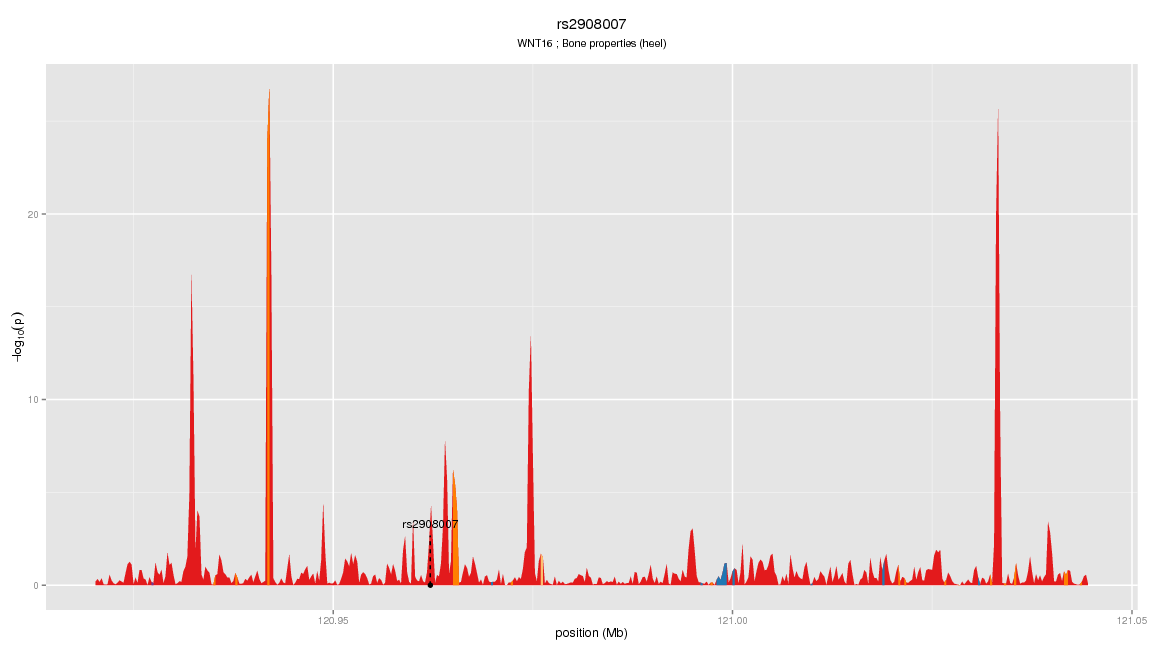 rs2908007
WNT16 ; Bone properties (heel)
20
10
0
−log10(p)
rs2908007
120.95
121.00
121.05
position (Mb)